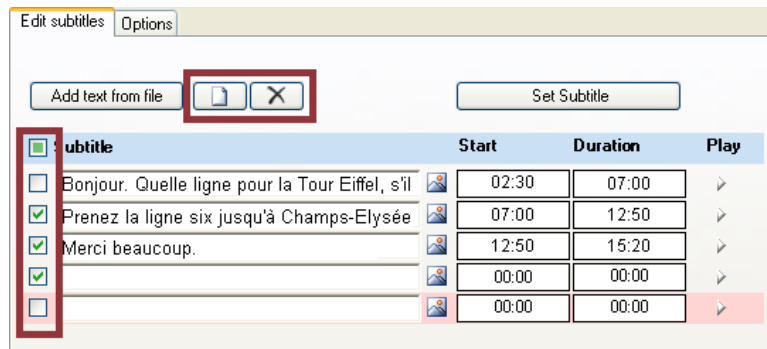 Edit subtitles Options
Add text from file Set Subtitle
ubtitle Start Duration Play
Bonjour. Quelle ligne pour la Tour Eiffel, s'il 02:30 07:00
Prenez la ligne six jusqu'à Champs-Elysée 07:00 12:50
Merci beaucoup. 12:50 15:20
00:00 00:00
00:00 00:00